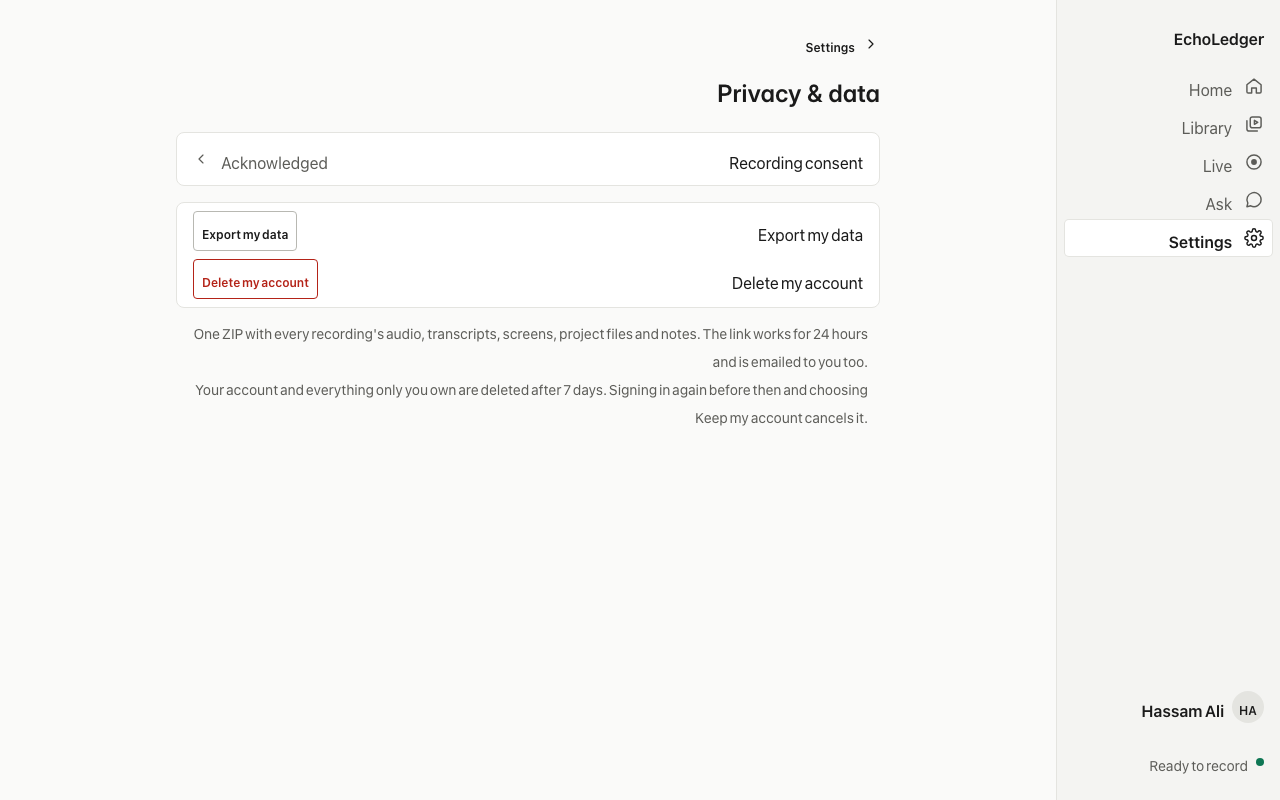 EchoLedger
Home
Library
Live
Ask
Settings
Hassam Ali
HA
Ready to record
Settings
Privacy & data
Recording consent
Acknowledged
Export my data
Export my data
Delete my account
Delete my account
One ZIP with every recording's audio, transcripts, screens, project files and notes. The link works for 24 hours
and is emailed to you too.
Your account and everything only you own are deleted after 7 days. Signing in again before then and choosing
Keep my account cancels it.